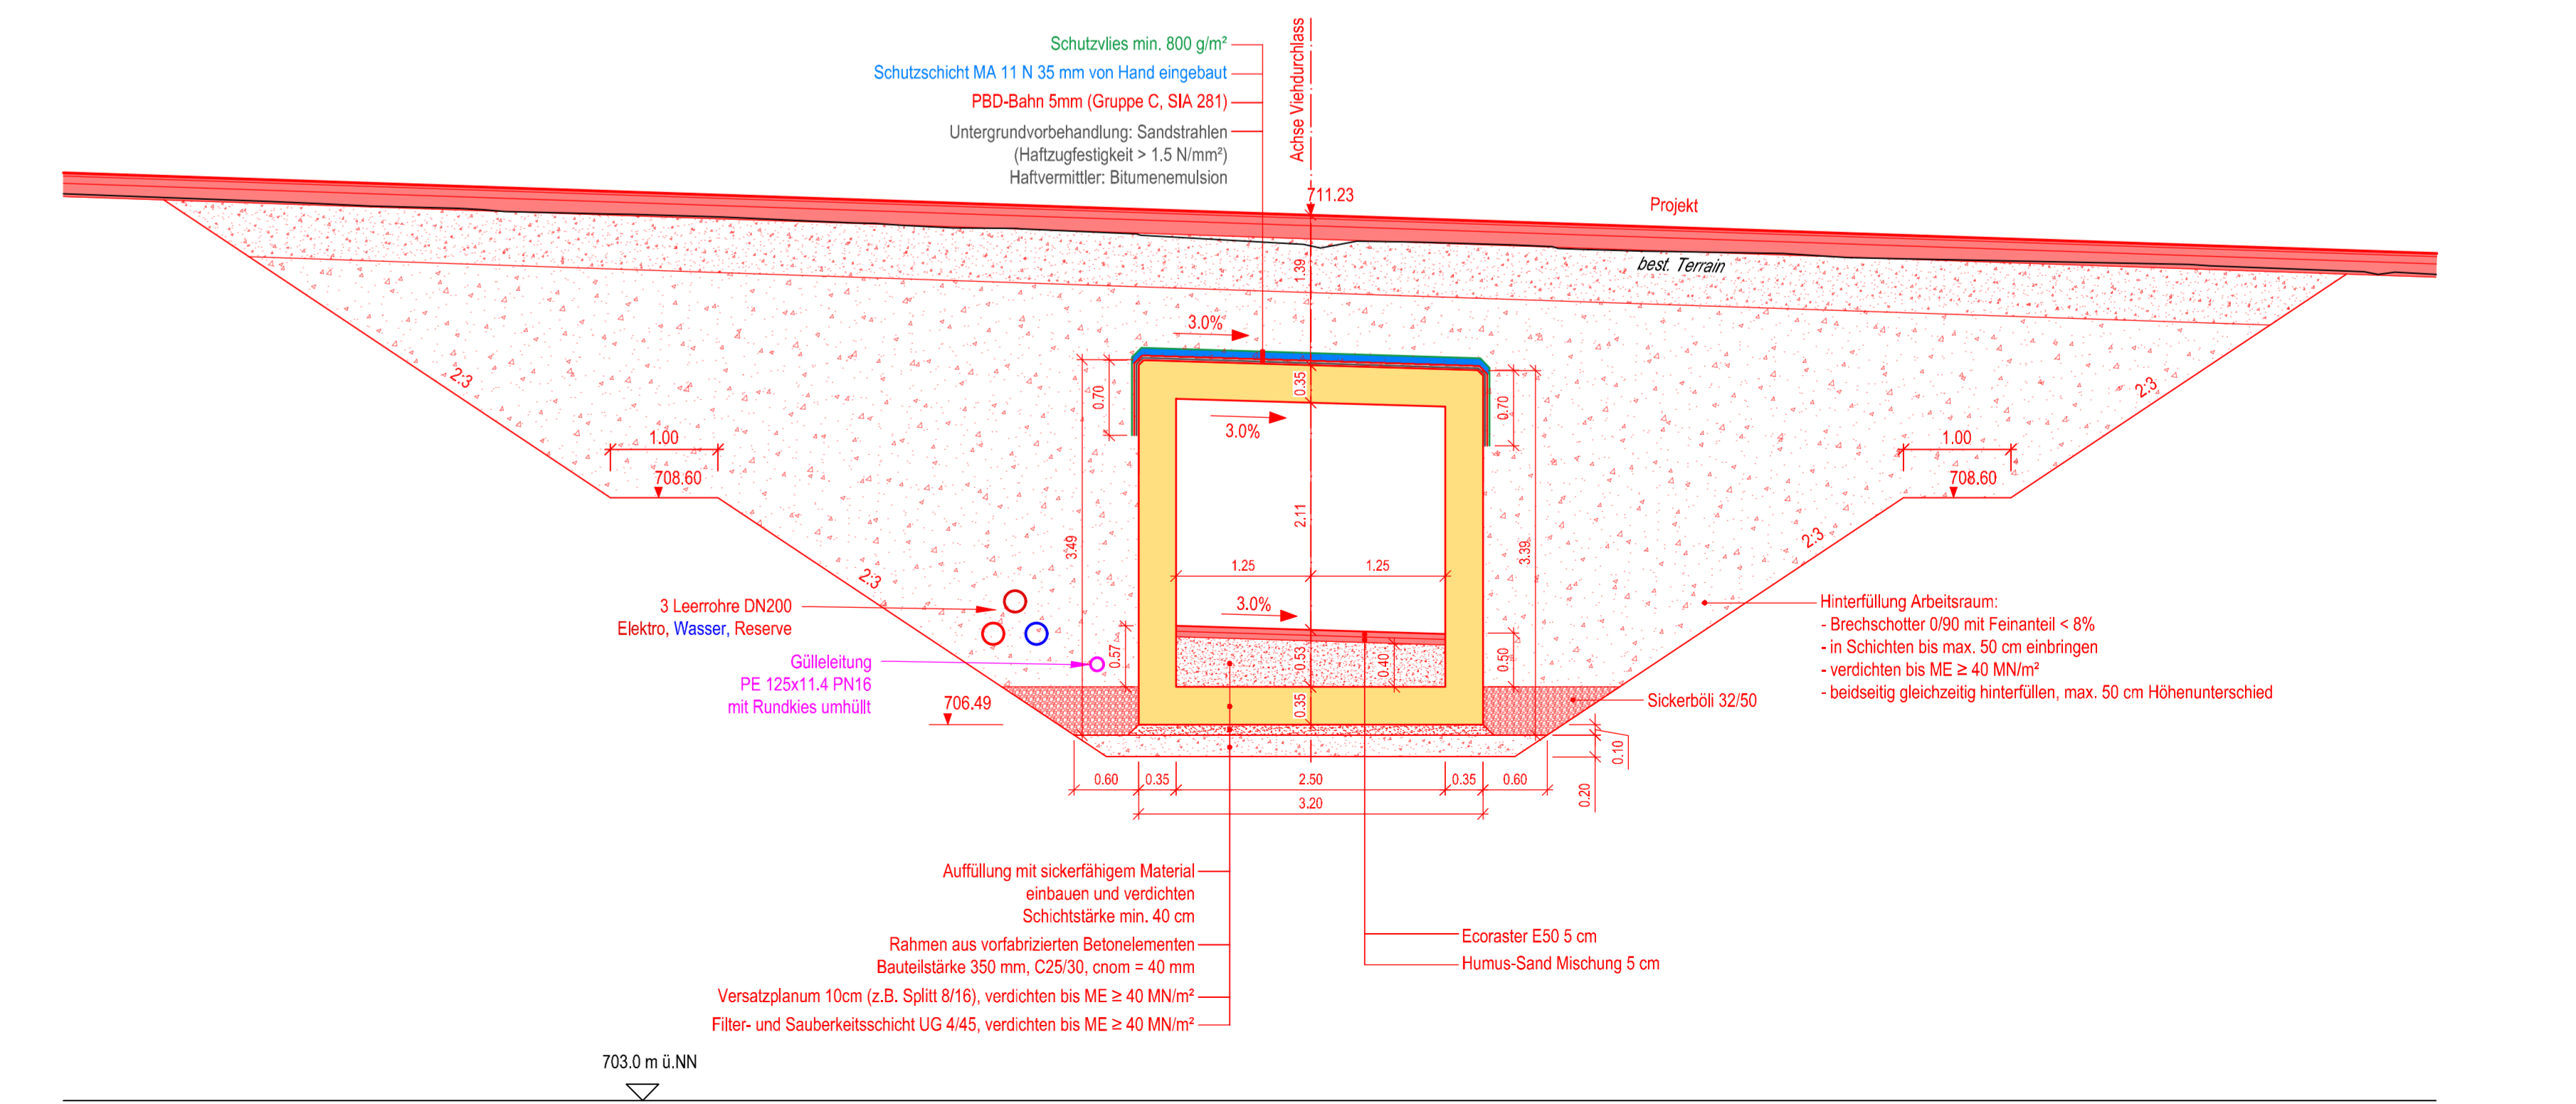 Schutzvlies min. 800 g/m²
Schutzschicht MA 11 N 35 mm von Hand eingebaut
PBD-Bahn 5mm (Gruppe C, SIA 281)
Untergrundvorbehandlung: Sandstrahlen
(Haftzugfestigkeit > 1.5 N/mm²)
Haftvermittler: Bitumenemulsion
Achse Viehdurchlass
711.23
Projekt
best. Terrain
1.39
3.0%
0.70
0.35
0.70
3.0%
2:3
2:3
1.00
708.60
1.00
708.60
2.11
3.49
3.39
2:3
2:3
1.25
1.25
3.0%
3 Leerrohre DN200
Elektro, Wasser, Reserve
Gülleleitung
PE 125x11.4 PN16
mit Rundkies umhüllt
0.57
0.53
0.40
0.50
Hinterfüllung Arbeitsraum:
- Brechschotter 0/90 mit Feinanteil < 8%
- in Schichten bis max. 50 cm einbringen
- verdichten bis ME ≥ 40 MN/m²
- beidseitig gleichzeitig hinterfüllen, max. 50 cm Höhenunterschied
706.49
0.35
Sickerböli 32/50
0.10
0.20
0.60
0.35
2.50
0.35
0.60
3.20
Auffüllung mit sickerfähigem Material
einbauen und verdichten
Schichtstärke min. 40 cm
Rahmen aus vorfabrizierten Betonelementen
Bauteilstärke 350 mm, C25/30, cnom = 40 mm
Versatzplanum 10cm (z.B. Splitt 8/16), verdichten bis ME ≥ 40 MN/m²
Filter- und Sauberkeitsschicht UG 4/45, verdichten bis ME ≥ 40 MN/m²
Ecoraster E50 5 cm
Humus-Sand Mischung 5 cm
703.0 m ü.NN